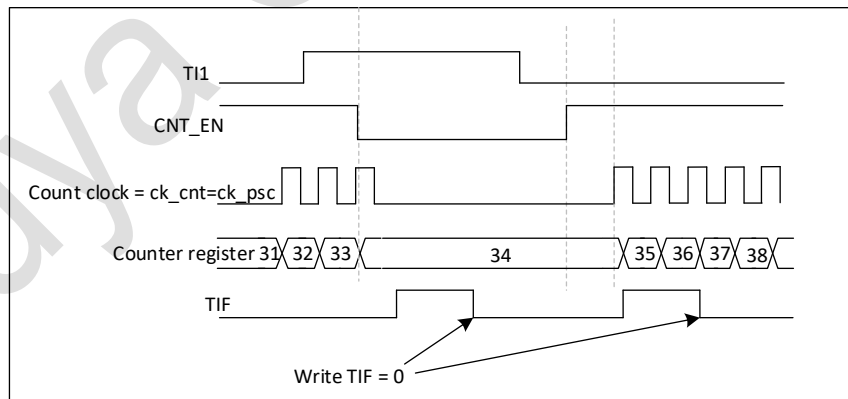 TI1
CNT_EN
Count clock = ck_cnt=ck_psc
Counter register 31 32 33 34 35 36 37 38
TIF
Write TIF = 0